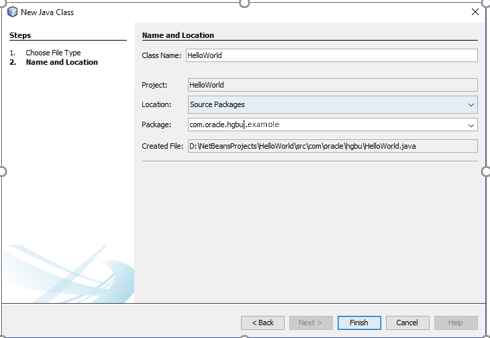 New Java Class
Steps
1. Choose File Type
2. Name and Location
Name and Location
Class Name: HelloWorld
Project: HelloWorld
Location: Source Packages
Package: com.oracle.hgbu.example
Created File: D:\NetBeansProjects\HelloWorld\src\com\oracle\hgbu\HelloWorld.java
< Back Next > Finish Cancel Help